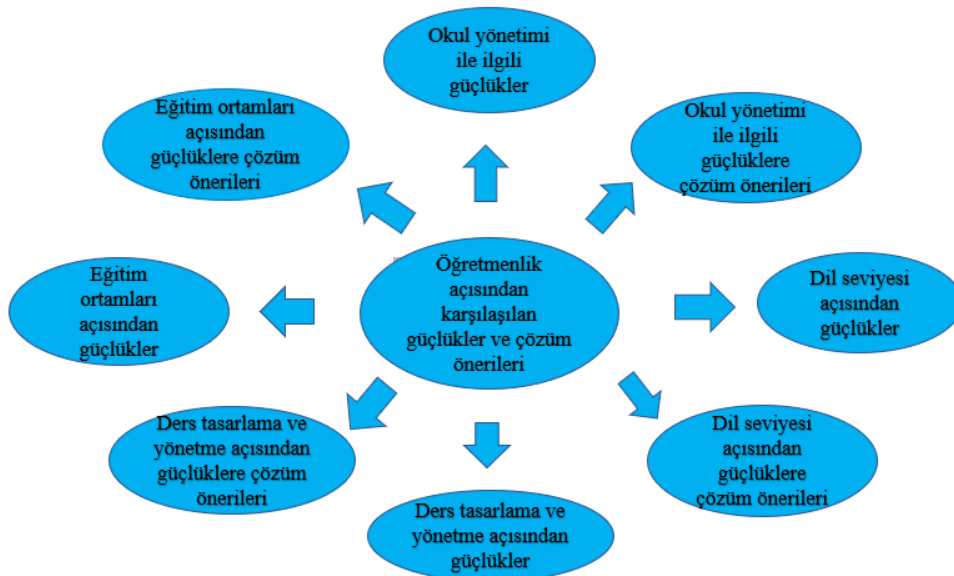 Okul yönetimi
ile ilgili
güçlükler
Eğitim ortamları
açısından
güçlüklere çözüm
önerileri
Okul yönetimi
ile ilgili
güçlüklere
çözüm önerileri
Öğretmenlik
açısından
karşılaşılan
güçlükler ve çözüm
önerileri
Eğitim
ortamları
açısından
güçlükler
Dil seviyesi
açısından
güçlükler
Ders tasarlama ve
yönetme açısından
güçlüklere çözüm
önerileri
Dil seviyesi
açısından
güçlüklere
çözüm önerileri
Ders tasarlama ve
yönetme açısından
güçlükler